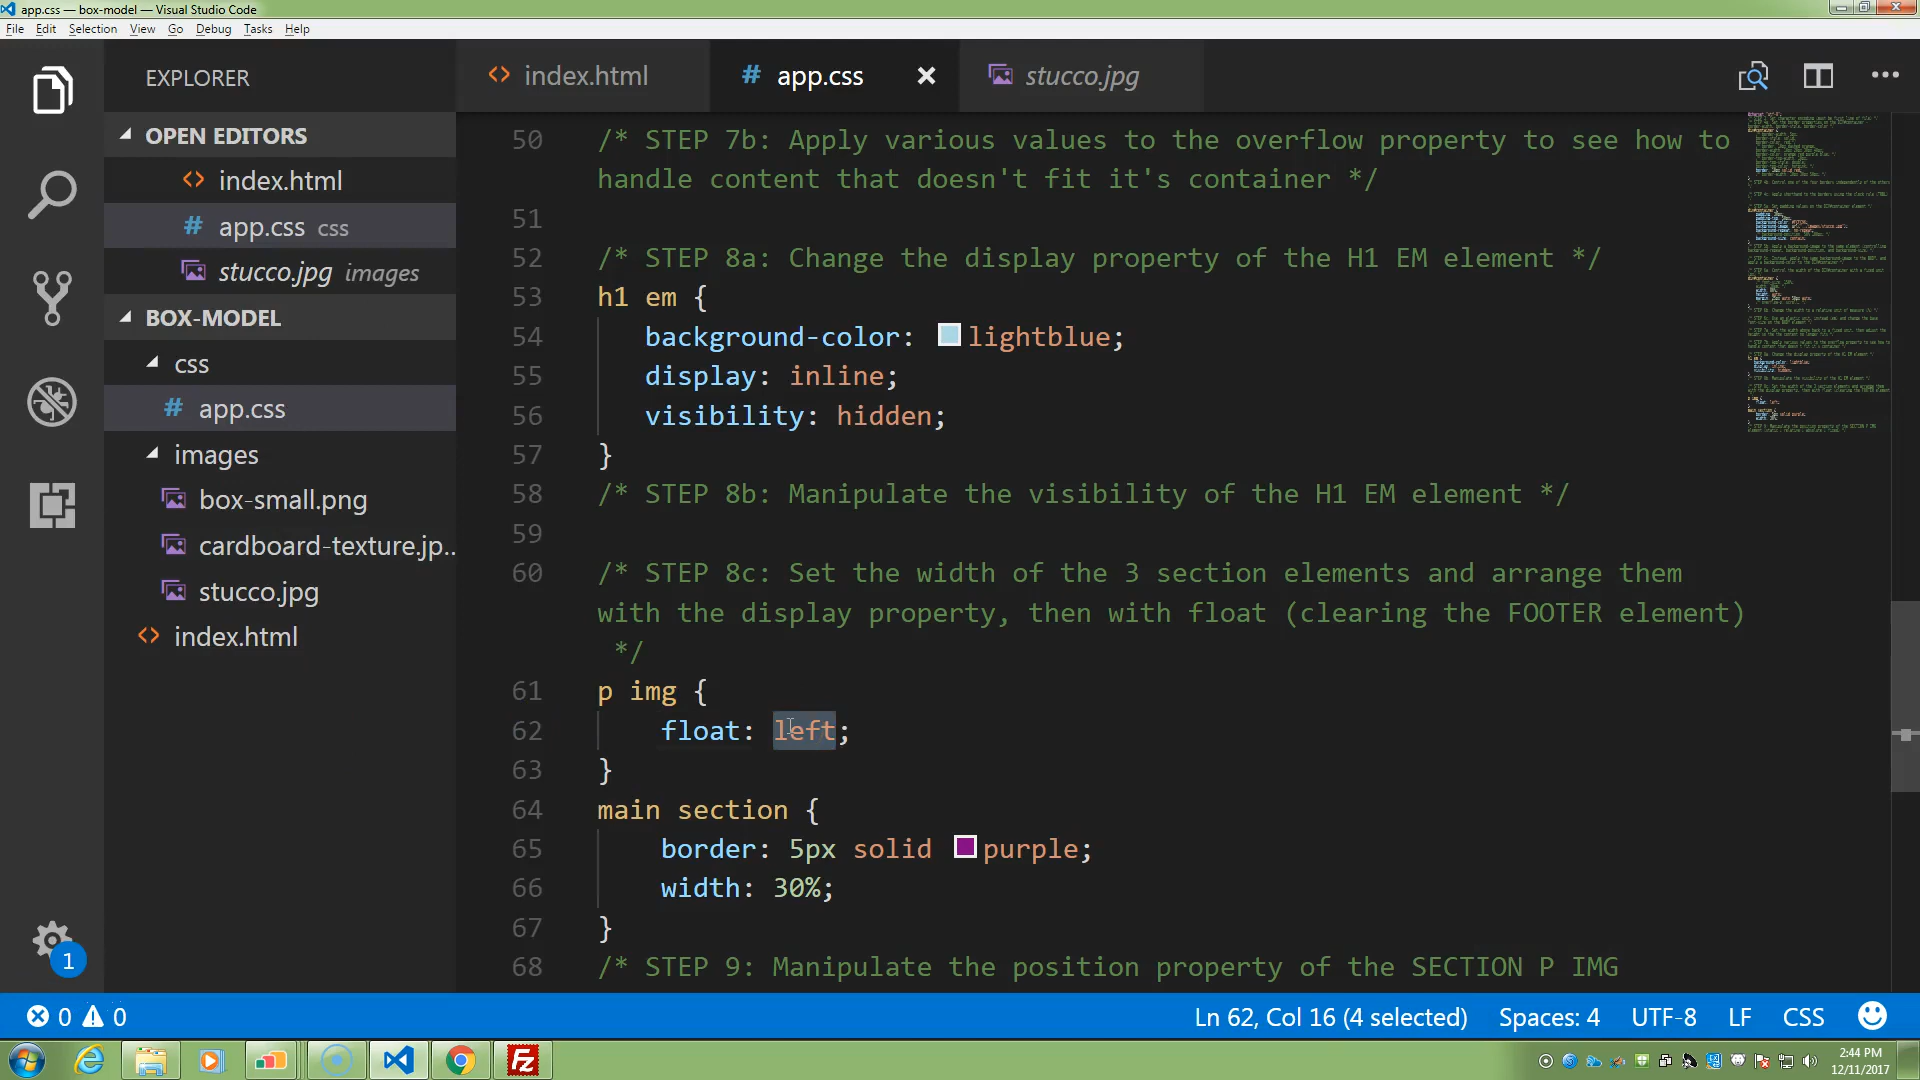 app.css — box-model — Visual Studio Code
File Edit Selection View Go Debug Tasks Help
EXPLORER
OPEN EDITORS
index.html
app.css css
stucco.jpg images
BOX-MODEL
css
app.css
images
box-small.png
cardboard-texture.jp...
stucco.jpg
index.html
1
index.html
app.css
stucco.jpg
50 /* STEP 7b: Apply various values to the overflow property to see how to
handle content that doesn't fit it's container */
51
52 /* STEP 8a: Change the display property of the H1 EM element */
53 h1 em {
54 background-color: lightblue;
55 display: inline;
56 visibility: hidden;
57 }
58 /* STEP 8b: Manipulate the visibility of the H1 EM element */
59
60 /* STEP 8c: Set the width of the 3 section elements and arrange them
with the display property, then with float (clearing the FOOTER element)
*/
61 p img {
62 float: left;
63 }
64 main section {
65 border: 5px solid purple;
66 width: 30%;
67 }
68 /* STEP 9: Manipulate the position property of the SECTION P IMG
0 0
Ln 62, Col 16 (4 selected) Spaces: 4 UTF-8 LF CSS
2:44 PM
12/11/2017